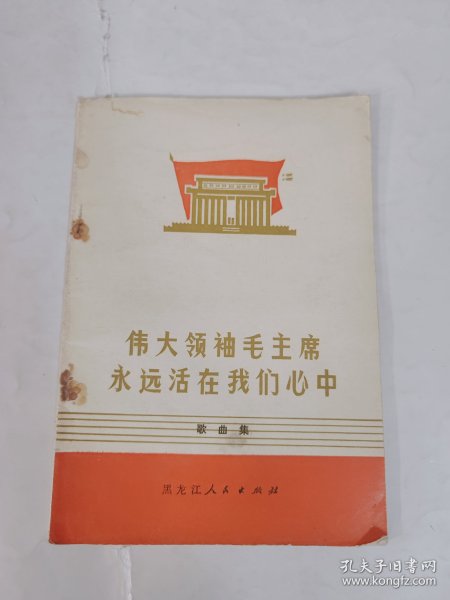 伟大领袖毛主席
永远活在我们心中
歌曲集
黑龙江人民出版社
孔夫子旧书网
www.kongfz.com